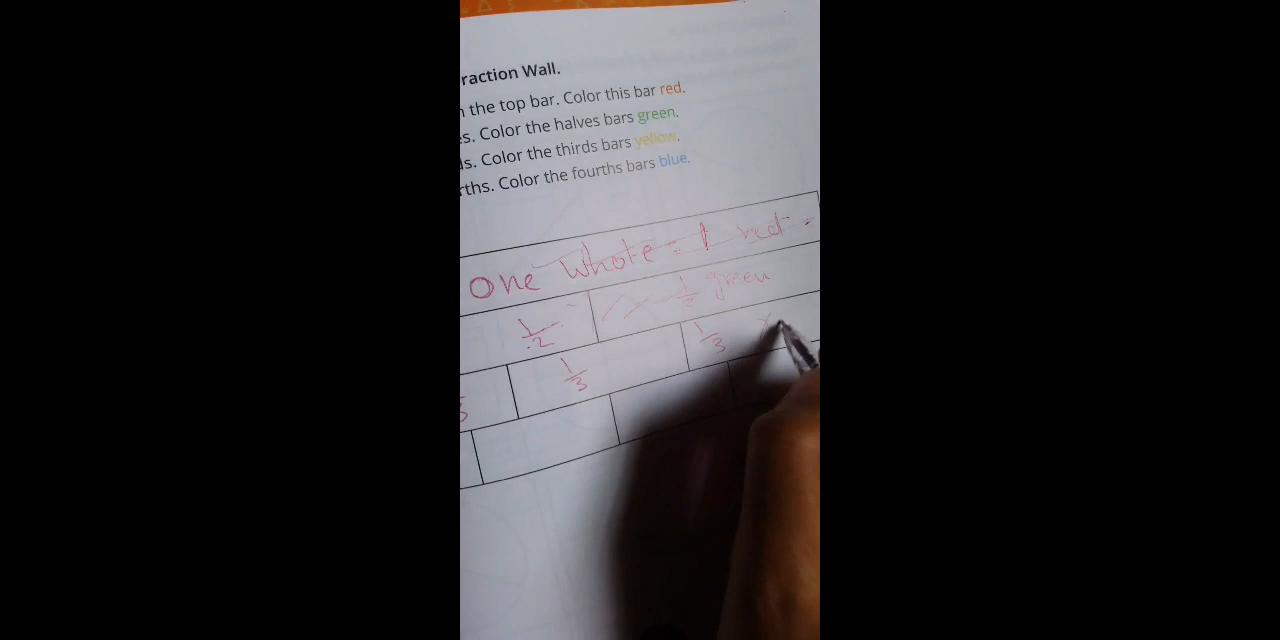 raction Wall.
the top bar. Color this bar red.
s. Color the halves bars green.
ls. Color the thirds bars yellow.
rths. Color the fourths bars blue.
One Whole = 1 red
1/2 1/2 green
1/3 1/3